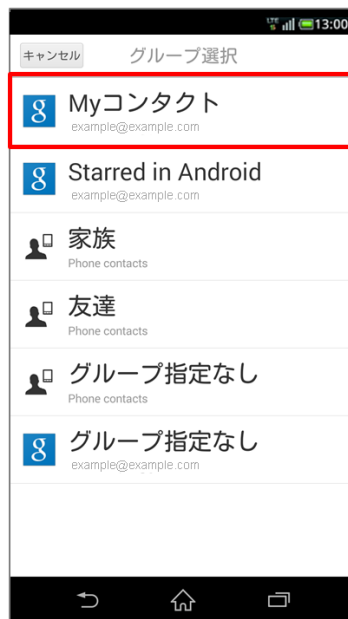 LTE 13:00
キャンセル グループ選択
g Myコンタクト
example@example.com
g Starred in Android
example@example.com
家族
Phone contacts
友達
Phone contacts
グループ指定なし
Phone contacts
g グループ指定なし
example@example.com